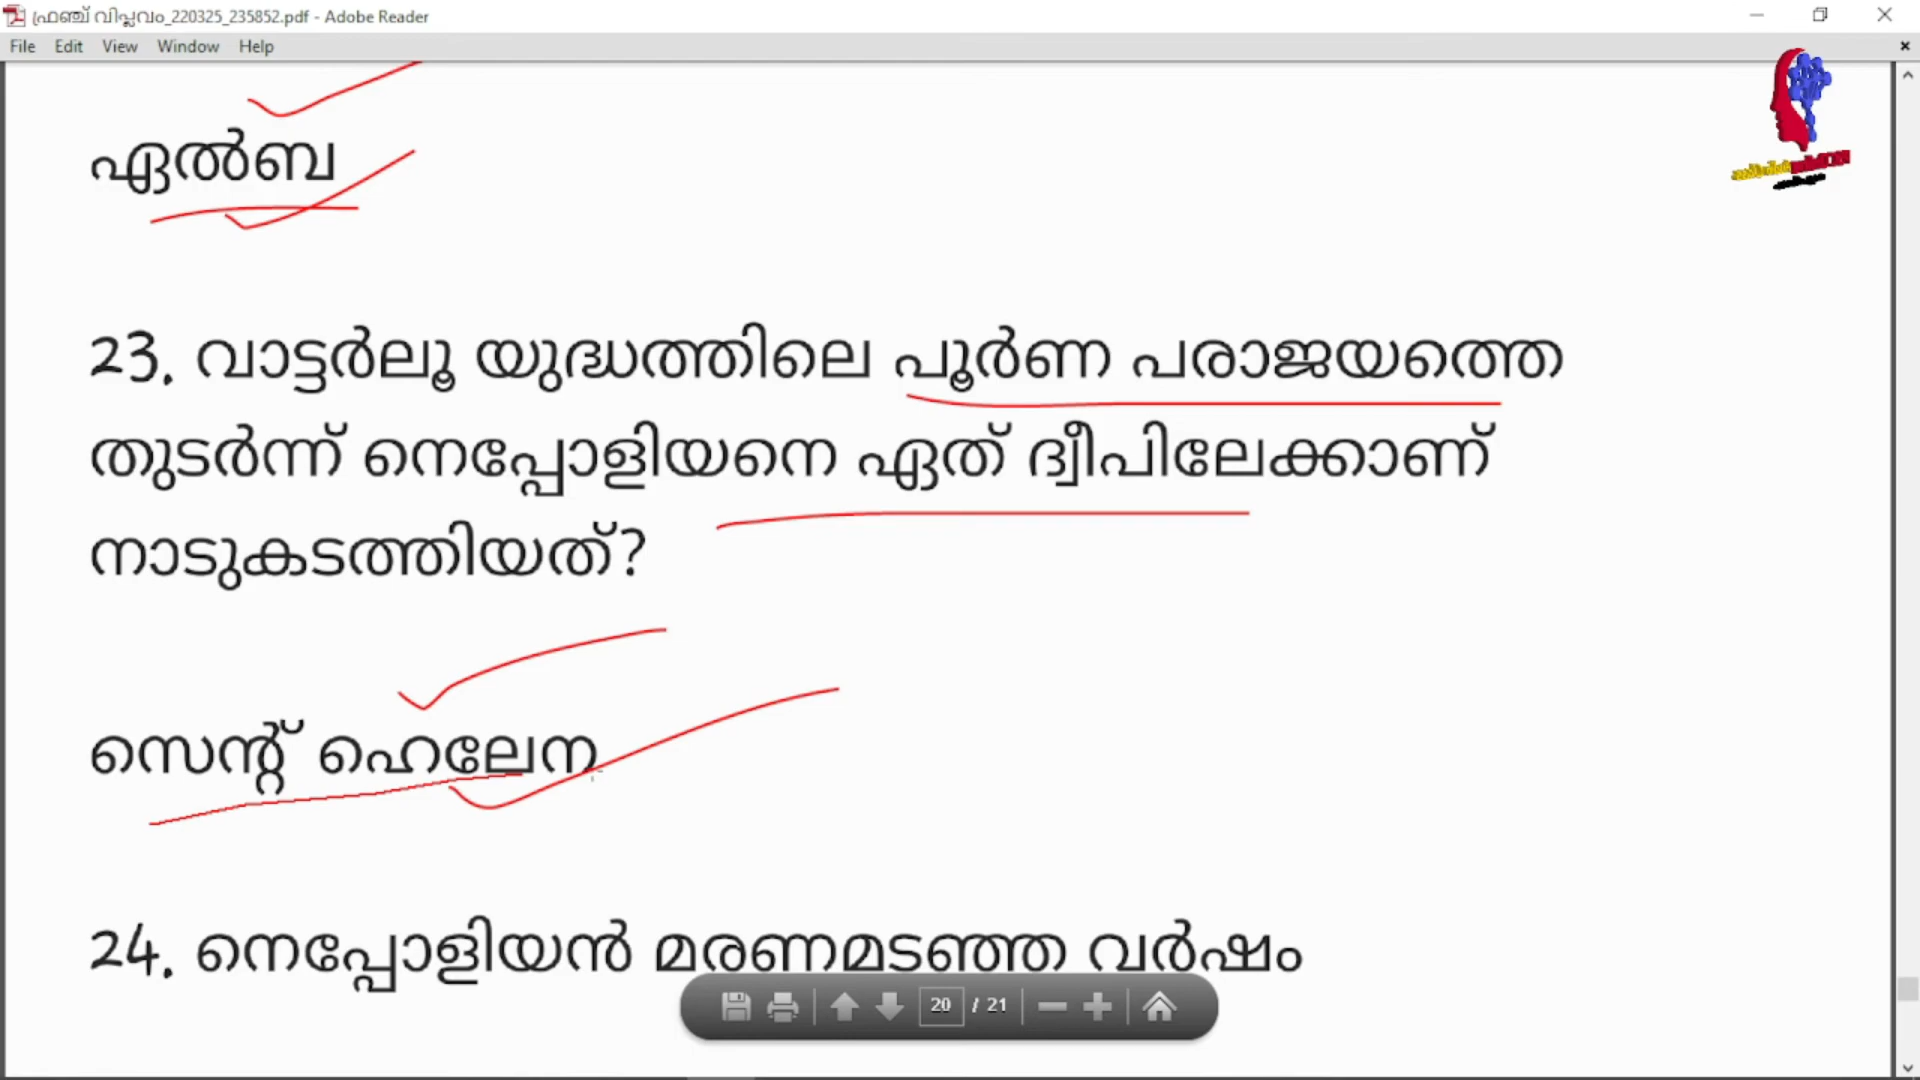 ഫ്രഞ്ച് വിപ്ലവം_220325_235852.pdf - Adobe Reader
File Edit View Window Help
ഏൽബ
23. വാട്ടർലൂ യുദ്ധത്തിലെ പൂർണ പരാജയത്തെ
തുടർന്ന് നെപ്പോളിയനെ ഏത് ദ്വീപിലേക്കാണ്
നാടുകടത്തിയത്?
സെന്റ് ഹെലേന
24. നെപ്പോളിയൻ മരണമടഞ്ഞ വർഷം
20 / 21